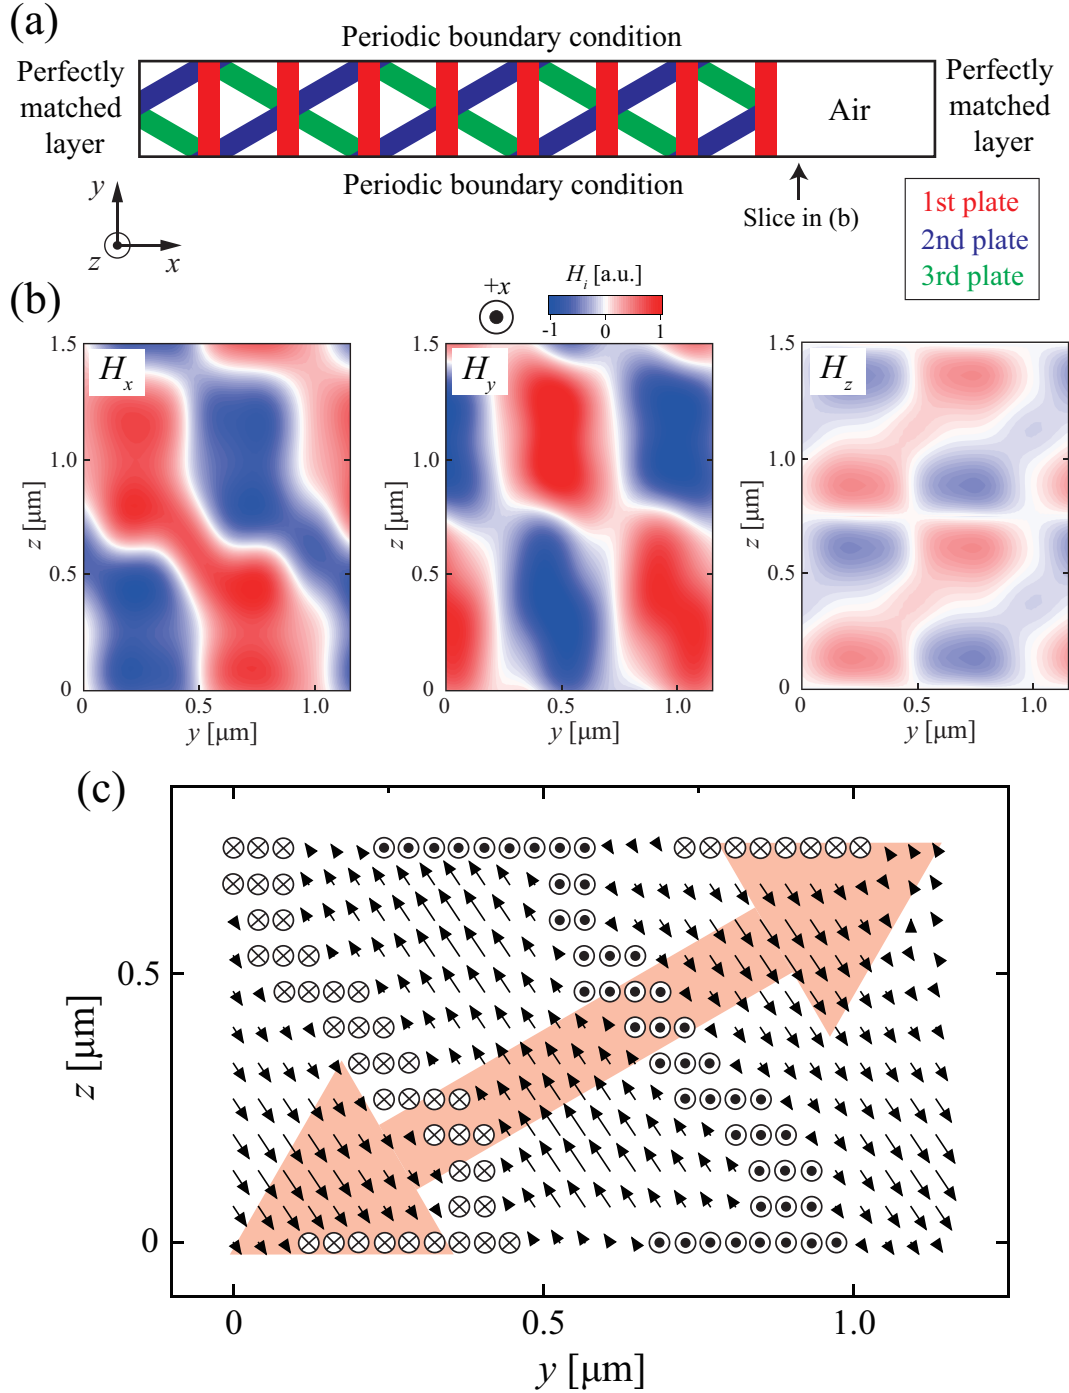 (a)
Periodic boundary condition
Perfectly
matched
layer
Air
Perfectly
matched
layer
Periodic boundary condition
Slice in (b)
y
z
x
1st plate
2nd plate
3rd plate
(b)
+x
H_i [a.u.]
-1 0 1
H_x
1.5
1.0
0.5
0
z [μm]
0 0.5 1.0
y [μm]
H_y
1.5
1.0
0.5
0
z [μm]
0 0.5 1.0
y [μm]
H_z
1.5
1.0
0.5
0
z [μm]
0 0.5 1.0
y [μm]
(c)
0.5
0
z [μm]
0 0.5 1.0
y [μm]